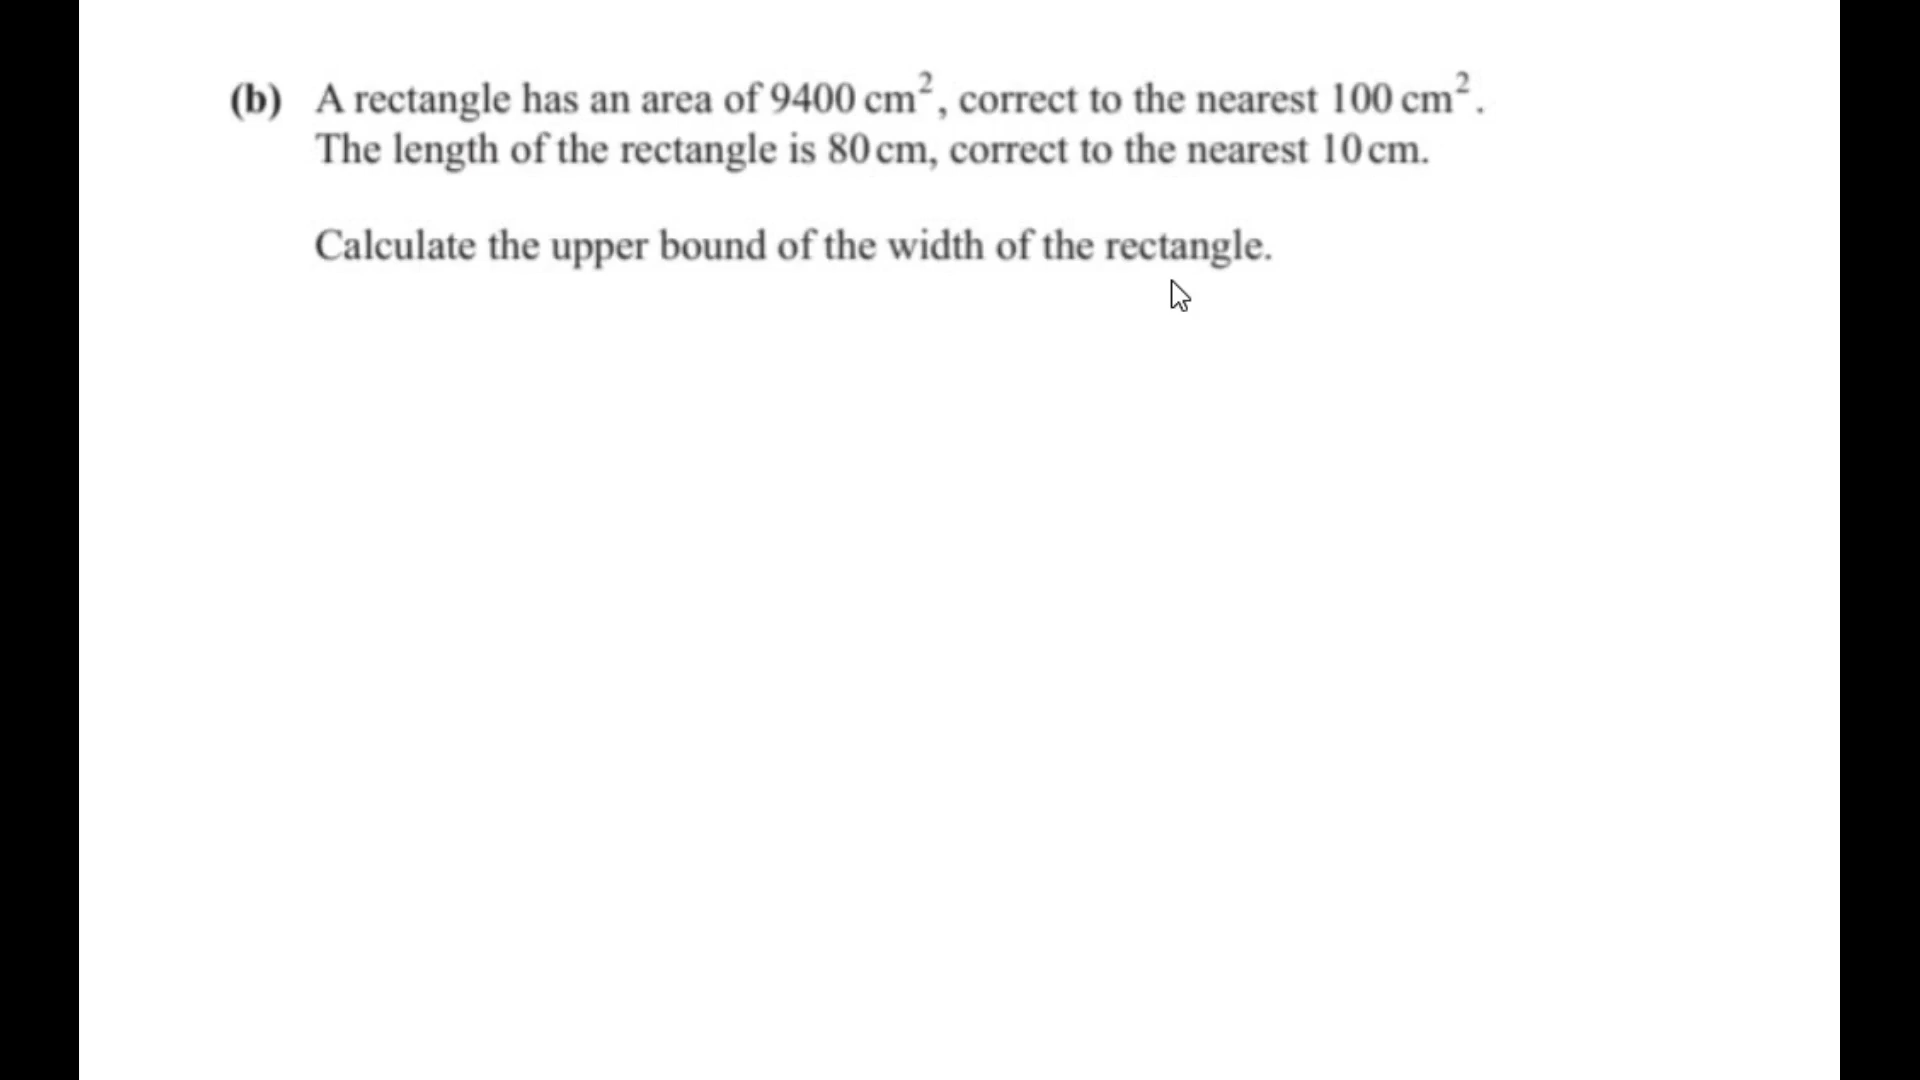 (b) A rectangle has an area of 9400 cm², correct to the nearest 100 cm².
The length of the rectangle is 80 cm, correct to the nearest 10 cm.
Calculate the upper bound of the width of the rectangle.